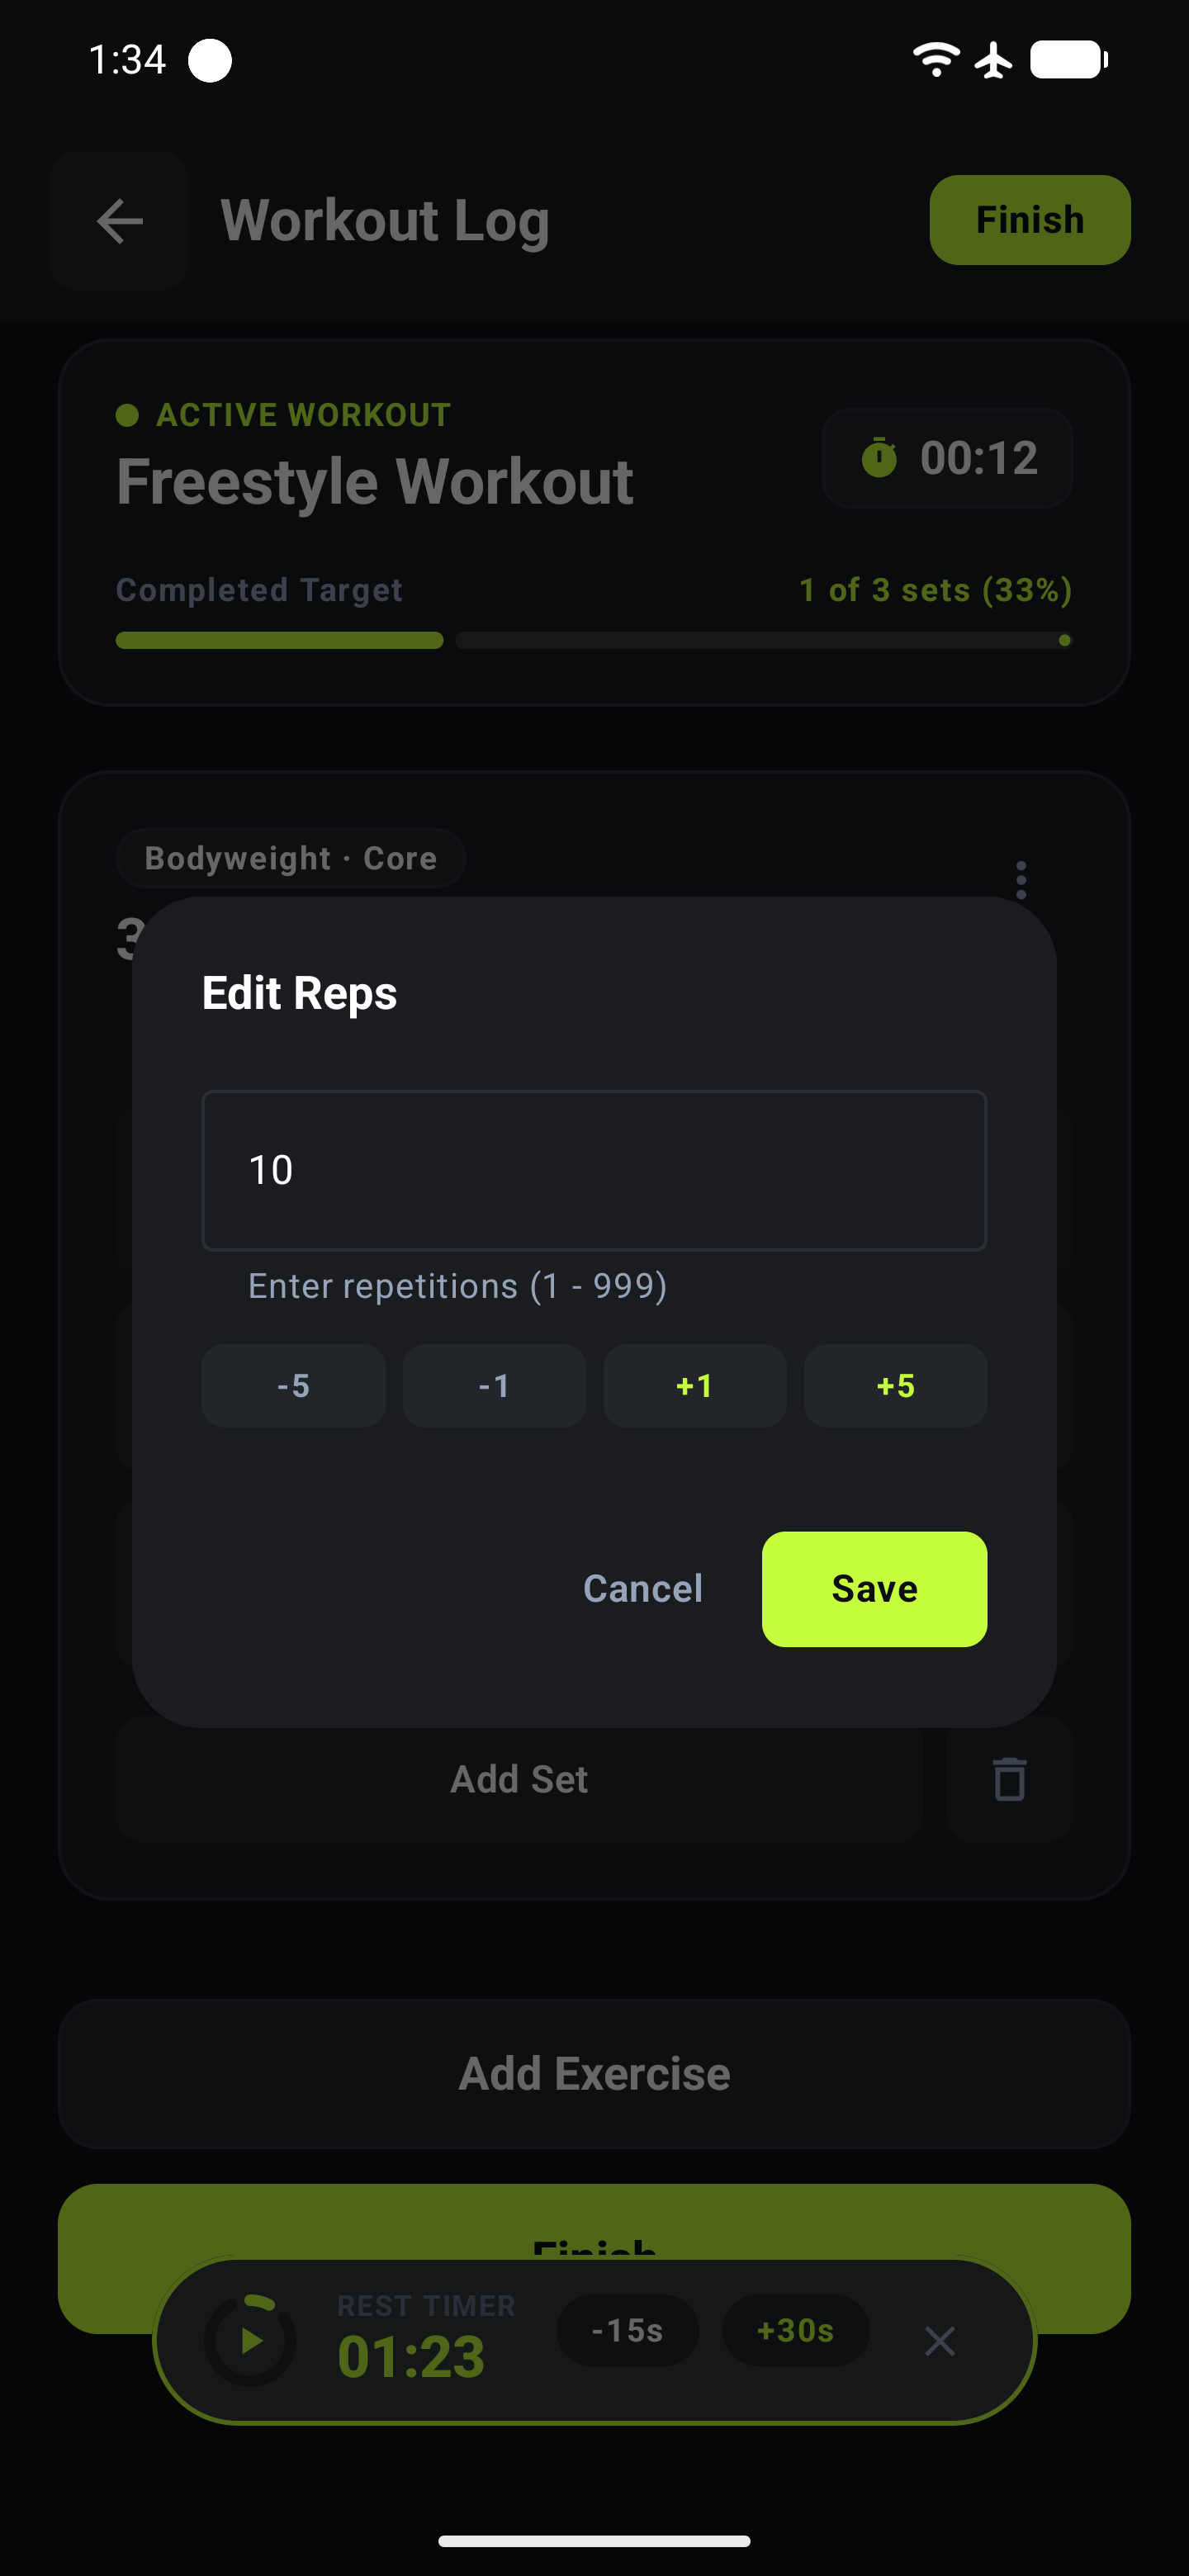 1:34
Workout Log
Finish
ACTIVE WORKOUT
Freestyle Workout
00:12
Completed Target
1 of 3 sets (33%)
Bodyweight · Core
3
Edit Reps
10
Enter repetitions (1 - 999)
-5
-1
+1
+5
Cancel
Save
Add Set
Add Exercise
Finish
REST TIMER
01:23
-15s
+30s